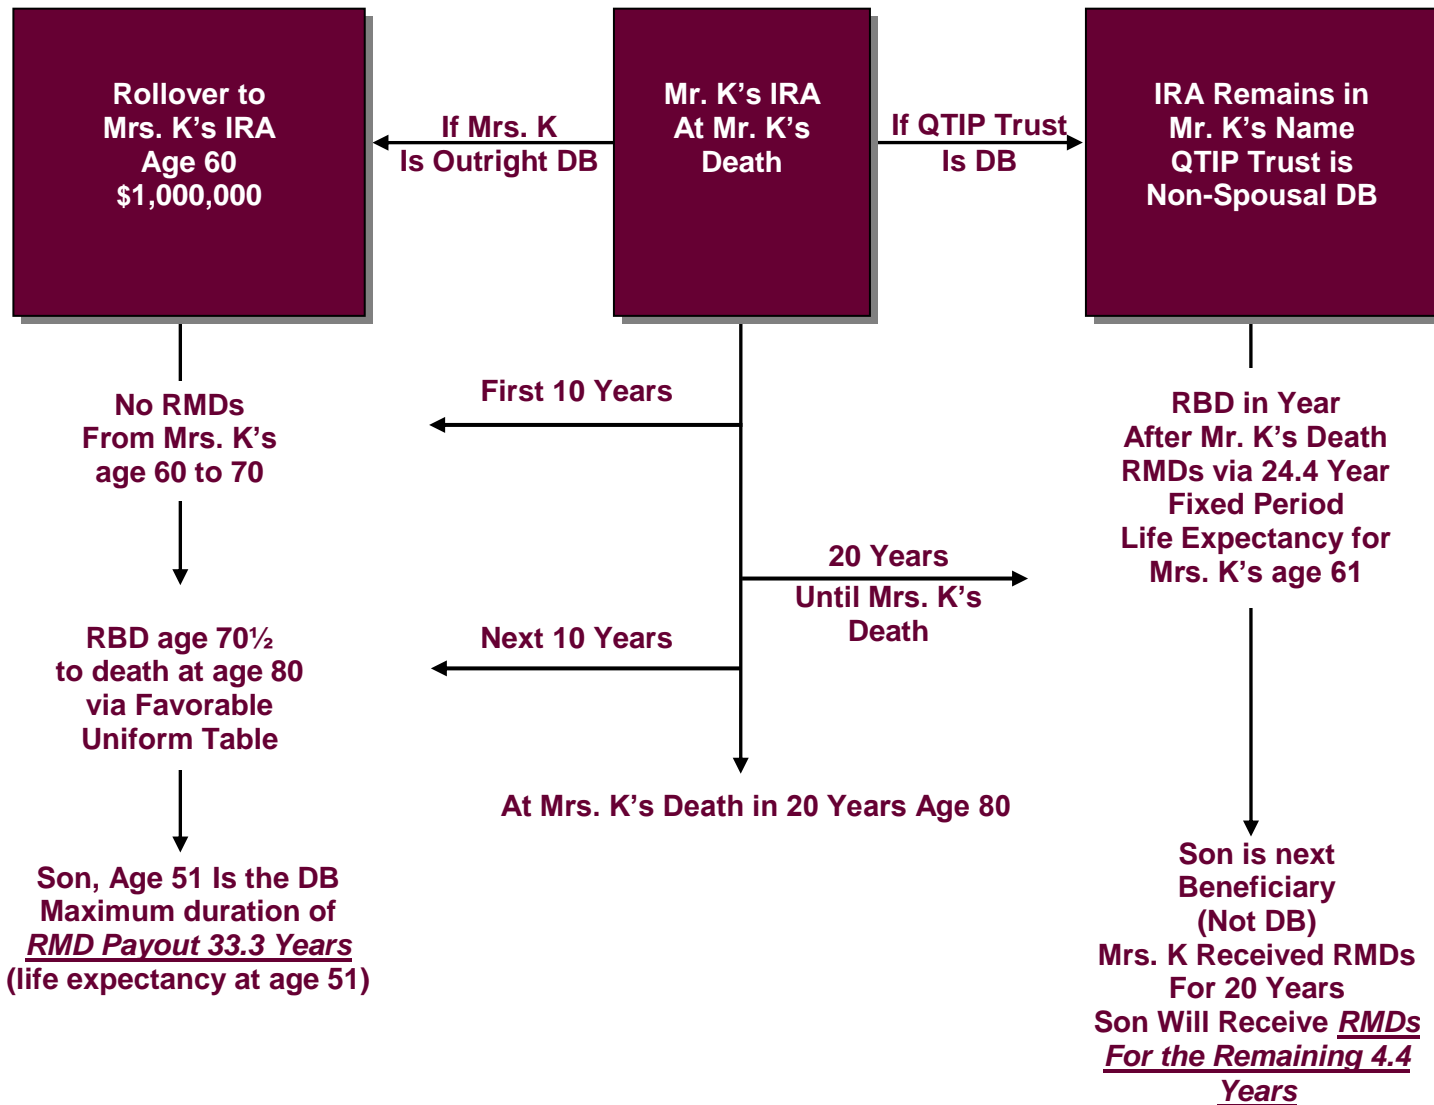 Rollover to
Mrs. K's IRA
Age 60
$1,000,000
If Mrs. K
Is Outright DB
Mr. K's IRA
At Mr. K's
Death
If QTIP Trust
Is DB
IRA Remains in
Mr. K's Name
QTIP Trust is
Non-Spousal DB
No RMDs
From Mrs. K's
age 60 to 70
First 10 Years
RBD in Year
After Mr. K's Death
RMDs via 24.4 Year
Fixed Period
Life Expectancy for
Mrs. K's age 61
20 Years
Until Mrs. K's
Death
RBD age 70½
to death at age 80
via Favorable
Uniform Table
Next 10 Years
At Mrs. K's Death in 20 Years Age 80
Son, Age 51 Is the DB
Maximum duration of
RMD Payout 33.3 Years
(life expectancy at age 51)
Son is next
Beneficiary
(Not DB)
Mrs. K Received RMDs
For 20 Years
Son Will Receive RMDs
For the Remaining 4.4
Years